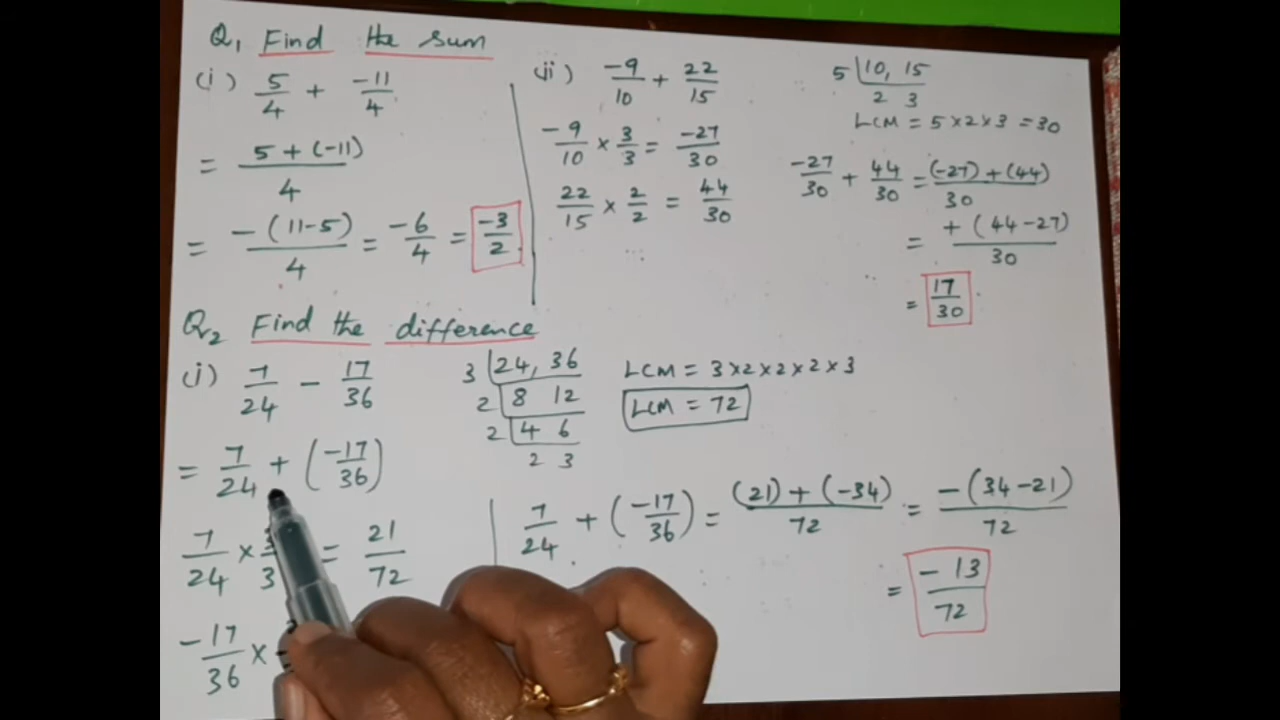 Q1 Find the sum
(i) 5/4 + -11/4
= 5 + (-11) / 4
= -(11-5) / 4 = -6/4 = -3/2
(ii) -9/10 + 22/15
-9/10 × 3/3 = -27/30
22/15 × 2/2 = 44/30
5 | 10, 15
2 3
LCM = 5 × 2 × 3 = 30
-27/30 + 44/30 = (-27) + (44) / 30
= + (44 - 27) / 30
= 17/30
Q2 Find the difference
(i) 7/24 - 17/36
= 7/24 + (-17/36)
7/24 × 3/3 = 21/72
-17/36 ×
3 | 24, 36
2 | 8 12
2 | 4 6
2 3
LCM = 3 × 2 × 2 × 2 × 3
LCM = 72
7/24 + (-17/36) = (21) + (-34) / 72 = -(34-21) / 72
= -13/72